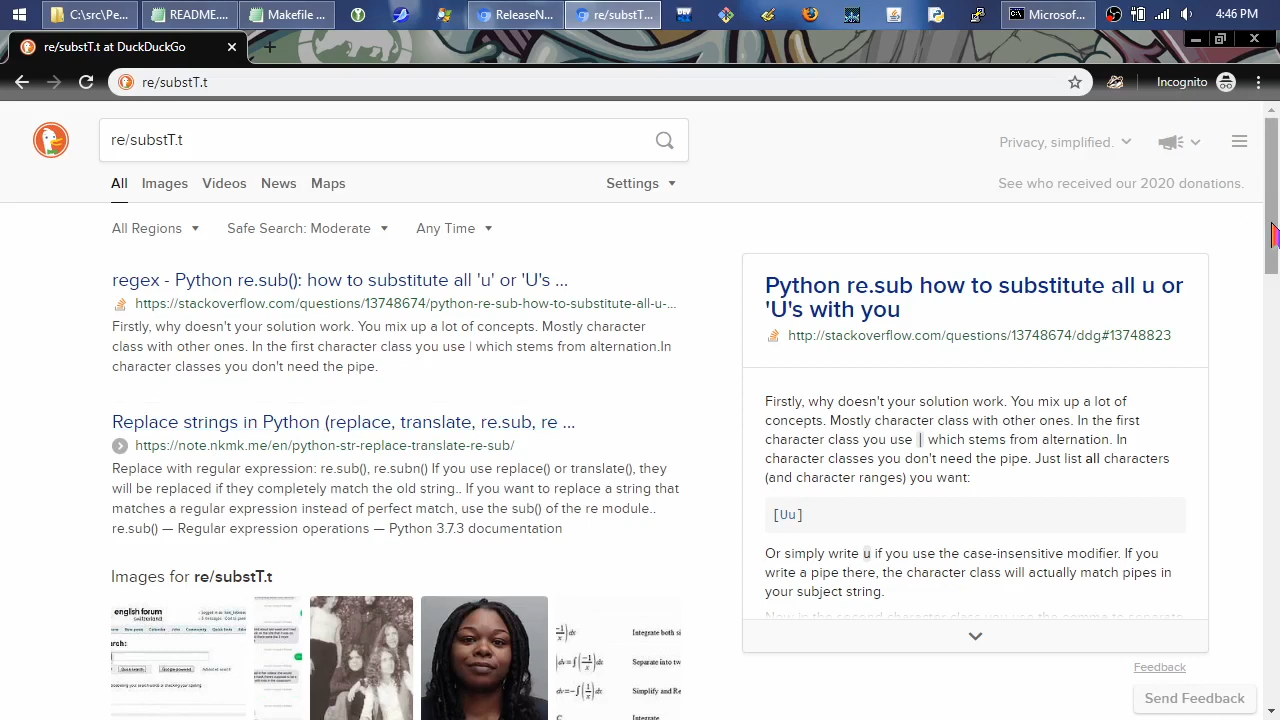 C:\src\Pe...
README....
Makefile ...
ReleaseN...
re/substT...
Microsof...
4:46 PM
re/substT.t at DuckDuckGo
re/substT.t
Incognito
re/substT.t
Privacy, simplified.
All Images Videos News Maps
Settings
See who received our 2020 donations.
All Regions
Safe Search: Moderate
Any Time
regex - Python re.sub(): how to substitute all 'u' or 'U's ...
https://stackoverflow.com/questions/13748674/python-re-sub-how-to-substitute-all-u-...
Firstly, why doesn't your solution work. You mix up a lot of concepts. Mostly character
class with other ones. In the first character class you use | which stems from alternation.In
character classes you don't need the pipe.
Replace strings in Python (replace, translate, re.sub, re ...
https://note.nkmk.me/en/python-str-replace-translate-re-sub/
Replace with regular expression: re.sub(), re.subn() If you use replace() or translate(), they
will be replaced if they completely match the old string.. If you want to replace a string that
matches a regular expression instead of perfect match, use the sub() of the re module..
re.sub() — Regular expression operations — Python 3.7.3 documentation
Images for re/substT.t
english forum
switzerland
Integrate both si
Separate into tw
Simplify and Re
Integrate
Python re.sub how to substitute all u or
'U's with you
http://stackoverflow.com/questions/13748674/ddg#13748823
Firstly, why doesn't your solution work. You mix up a lot of
concepts. Mostly character class with other ones. In the first
character class you use | which stems from alternation. In
character classes you don't need the pipe. Just list all characters
(and character ranges) you want:
[Uu]
Or simply write u if you use the case-insensitive modifier. If you
write a pipe there, the character class will actually match pipes in
your subject string.
Send Feedback